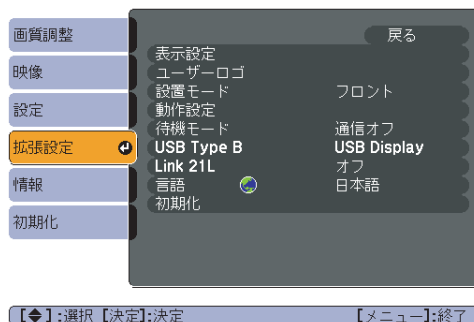 画質調整
映像
設定
拡張設定
情報
初期化
戻る
表示設定
ユーザーロゴ
設置モード フロント
動作設定
待機モード 通信オフ
USB Type B USB Display
Link 21L オフ
言語 日本語
初期化
【◆】:選択 【決定】:決定 【メニュー】:終了